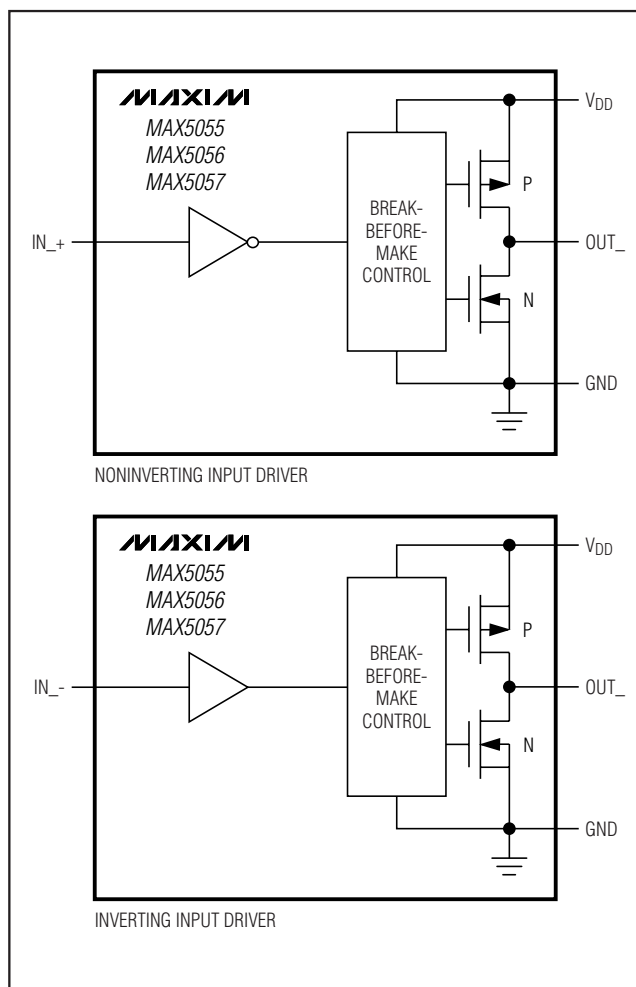 MAXIM
MAX5055
MAX5056
MAX5057
IN_+
BREAK-
BEFORE-
MAKE
CONTROL
VDD
P
OUT_
N
GND
NONINVERTING INPUT DRIVER
MAXIM
MAX5055
MAX5056
MAX5057
IN_-
BREAK-
BEFORE-
MAKE
CONTROL
VDD
P
OUT_
N
GND
INVERTING INPUT DRIVER